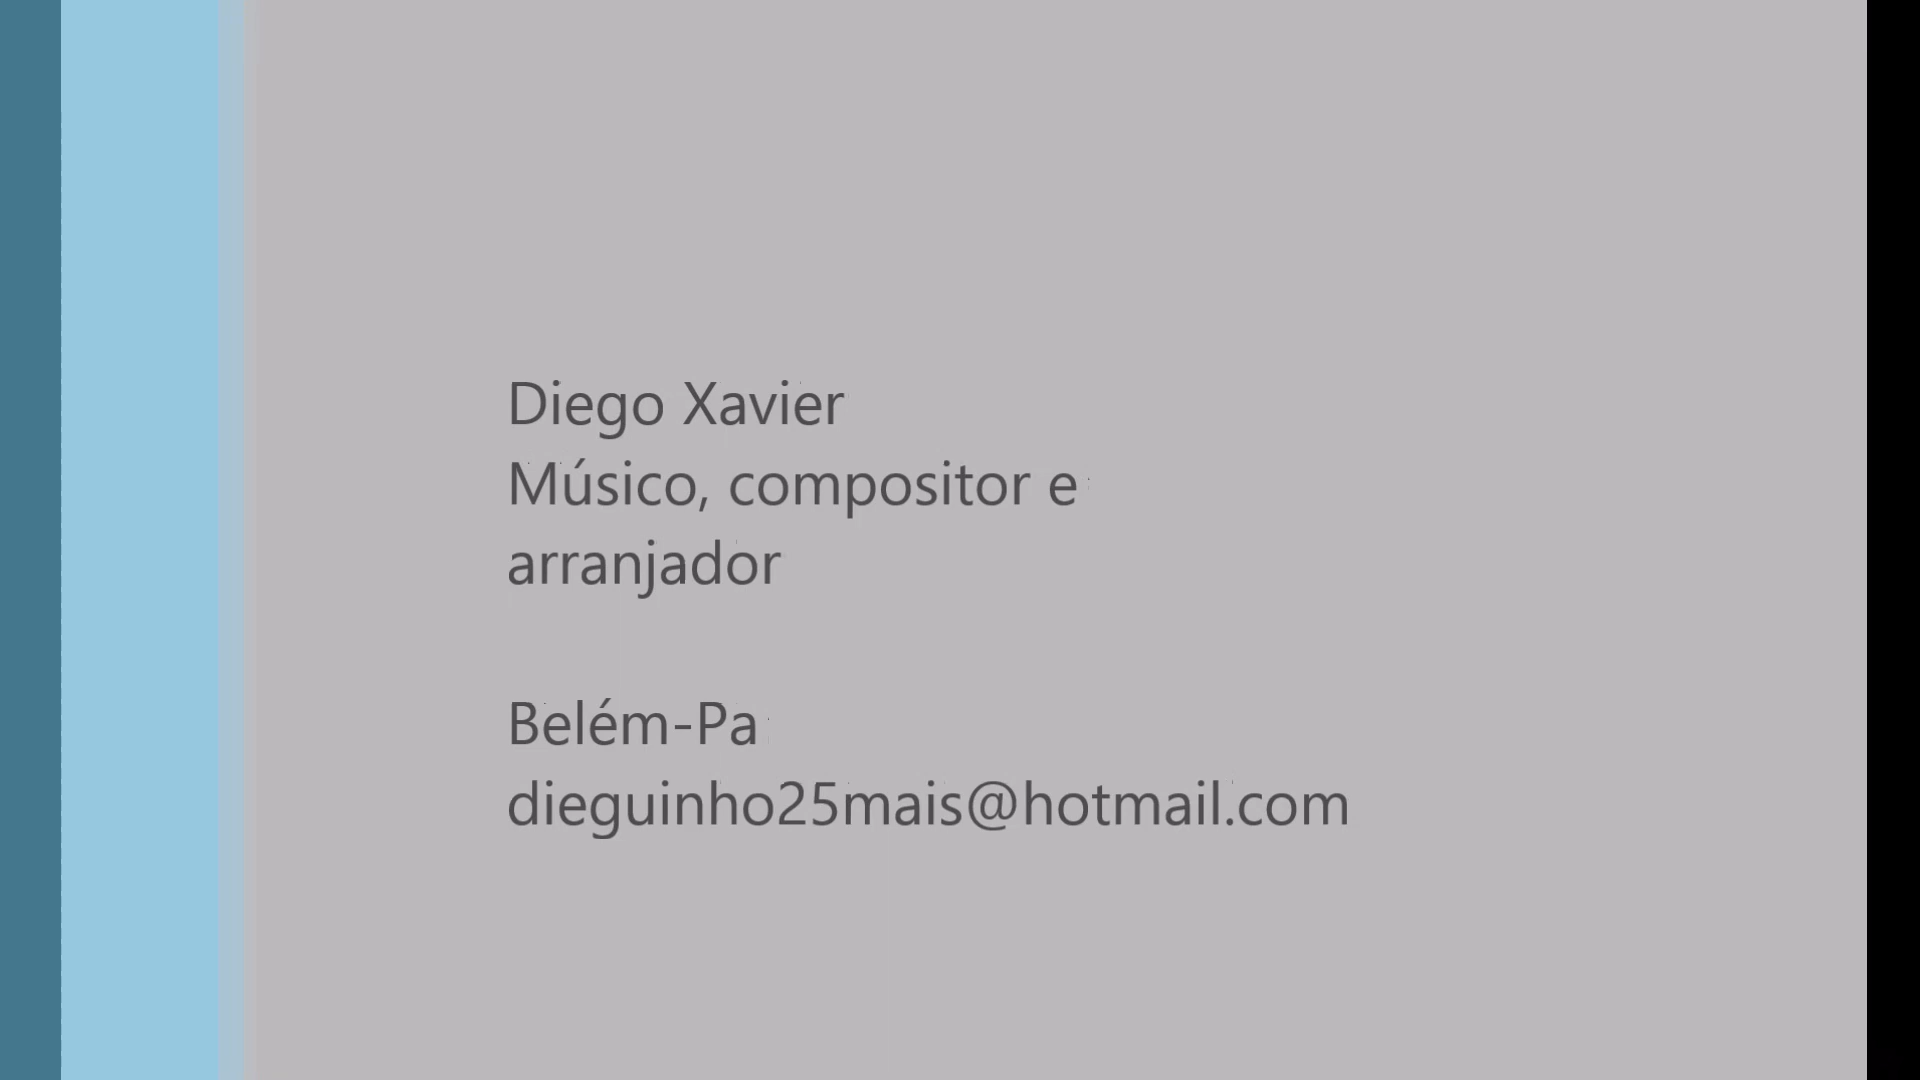 Diego Xavier
Músico, compositor e
arranjador
Belém-Pa
dieguinho25mais@hotmail.com